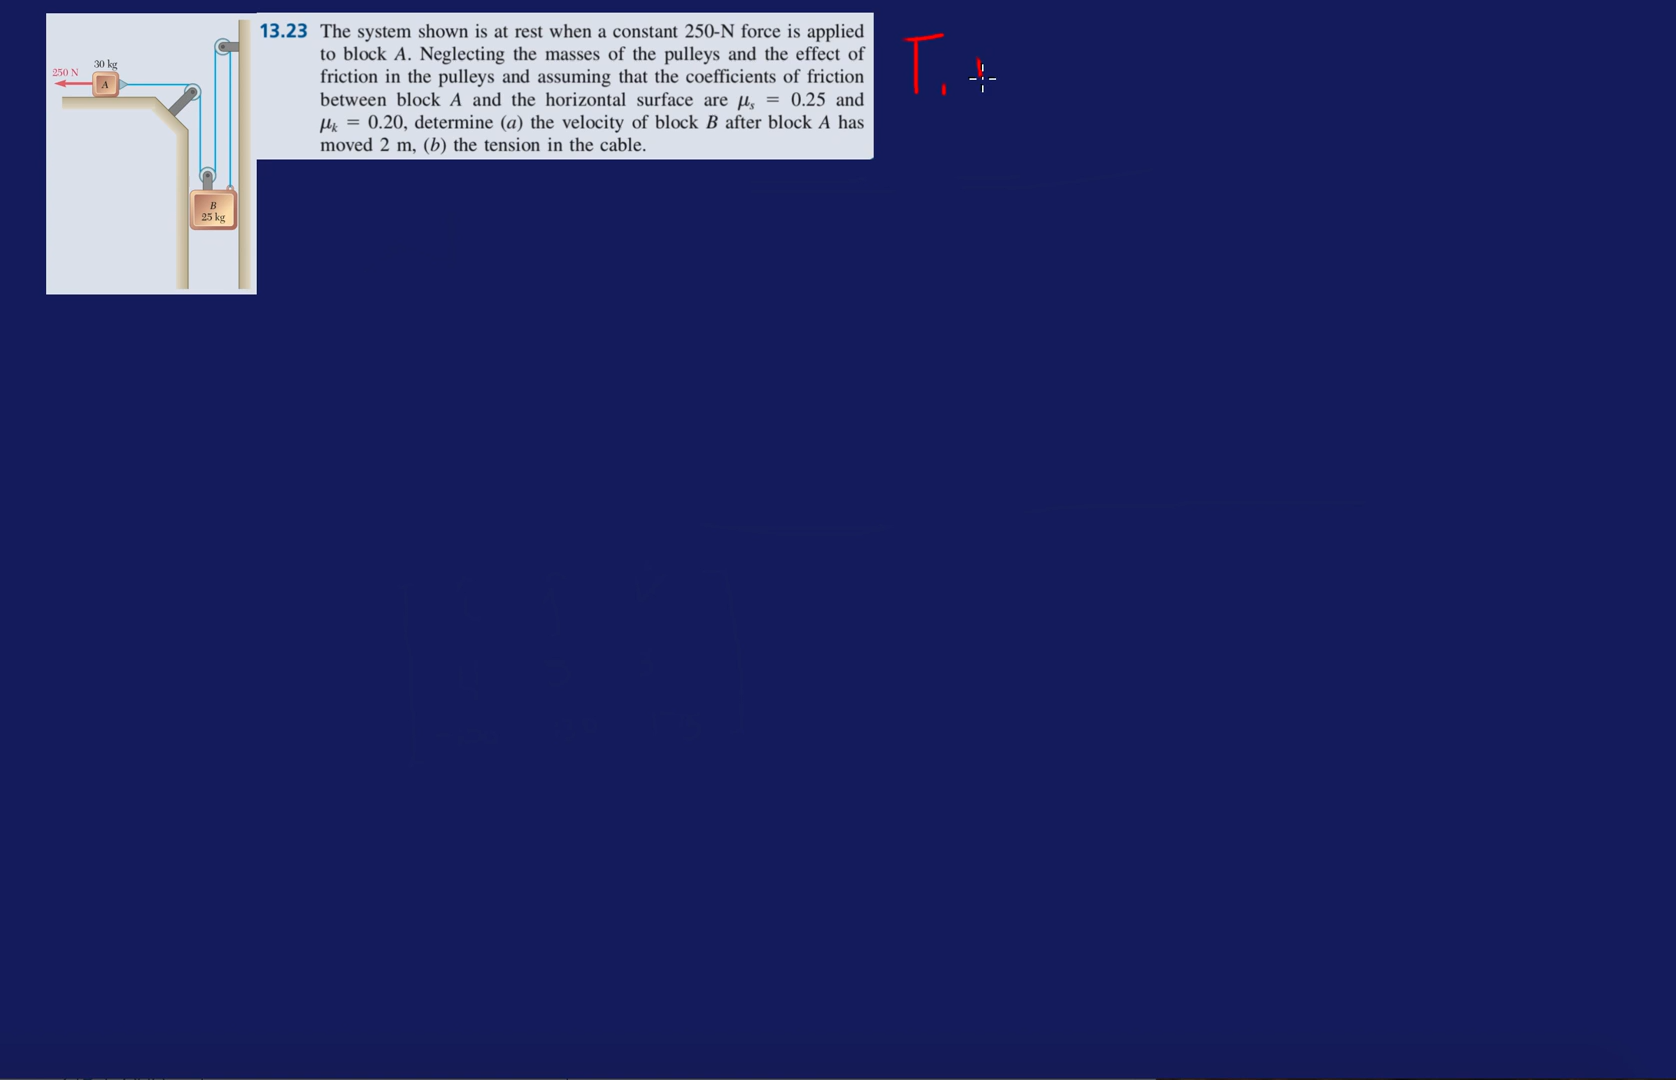 250 N
30 kg
A
B
25 kg
13.23 The system shown is at rest when a constant 250-N force is applied
to block A. Neglecting the masses of the pulleys and the effect of
friction in the pulleys and assuming that the coefficients of friction
between block A and the horizontal surface are μs = 0.25 and
μk = 0.20, determine (a) the velocity of block B after block A has
moved 2 m, (b) the tension in the cable.
T₁